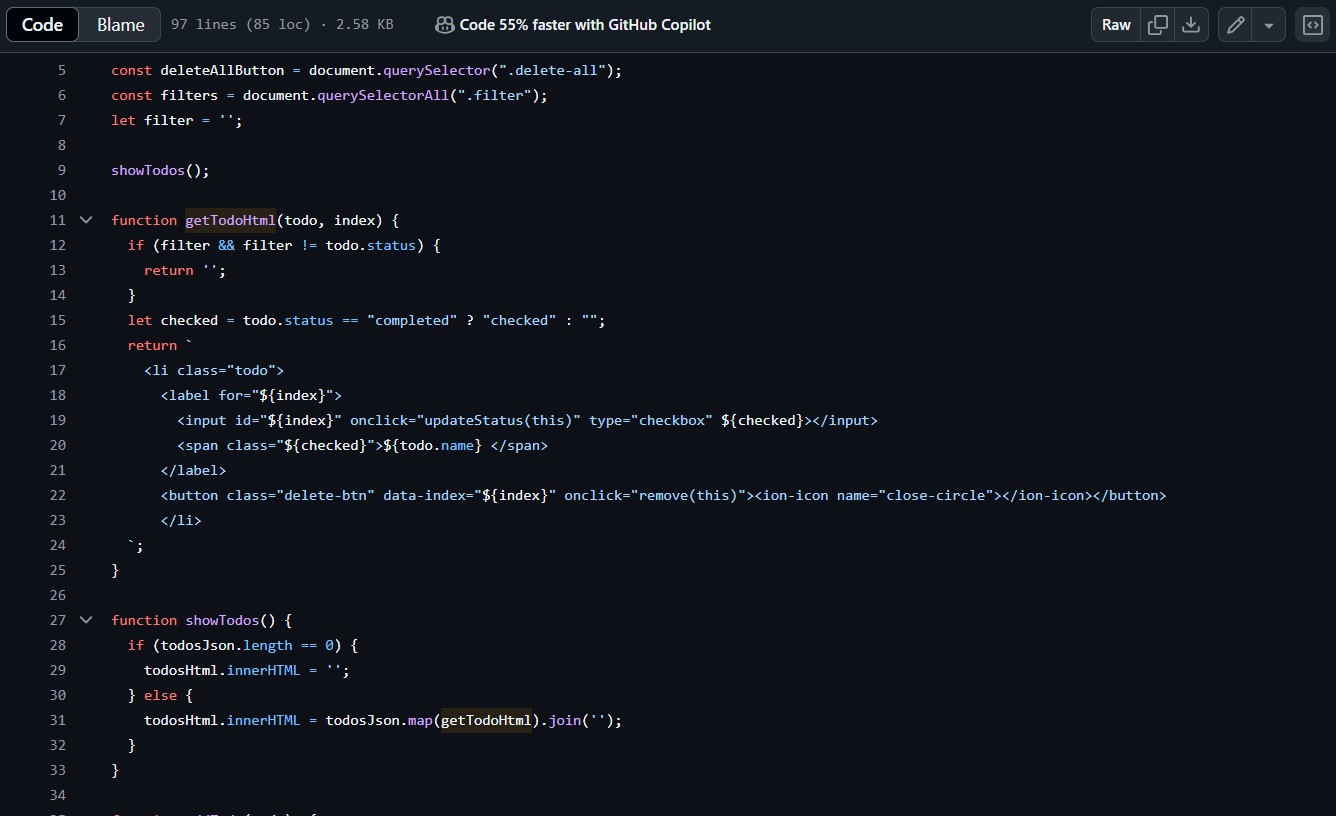 Code Blame 97 lines (85 loc) · 2.58 KB Code 55% faster with GitHub Copilot Raw
5 const deleteAllButton = document.querySelector(".delete-all");
6 const filters = document.querySelectorAll(".filter");
7 let filter = '';
8
9 showTodos();
10
11 function getTodoHtml(todo, index) {
12 if (filter && filter != todo.status) {
13 return '';
14 }
15 let checked = todo.status == "completed" ? "checked" : "";
16 return `
17 <li class="todo">
18 <label for="${index}">
19 <input id="${index}" onclick="updateStatus(this)" type="checkbox" ${checked}></input>
20 <span class="${checked}">${todo.name} </span>
21 </label>
22 <button class="delete-btn" data-index="${index}" onclick="remove(this)"><ion-icon name="close-circle"></ion-icon></button>
23 </li>
24 `;
25 }
26
27 function showTodos() {
28 if (todosJson.length == 0) {
29 todosHtml.innerHTML = '';
30 } else {
31 todosHtml.innerHTML = todosJson.map(getTodoHtml).join('');
32 }
33 }
34